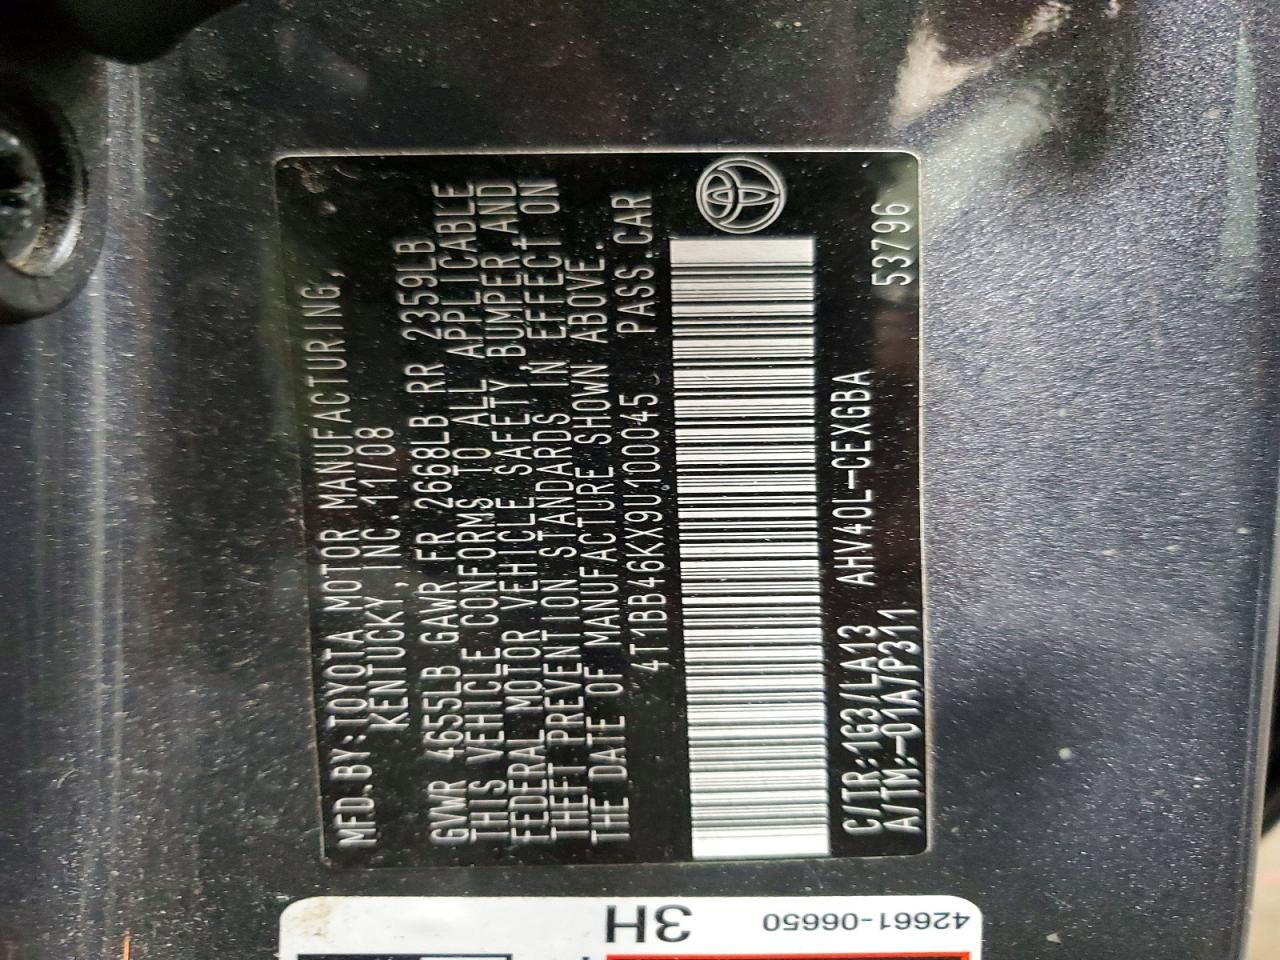 MFD.BY:TOYOTA MOTOR MANUFACTURING,
KENTUCKY,INC.11/08
GVWR 4655LB GAWR FR 2668LB RR 2359LB
THIS VEHICLE CONFORMS TO ALL APPLICABLE
FEDERAL MOTOR VEHICLE SAFETY,BUMPER,AND
THEFT PREVENTION STANDARDS IN EFFECT ON
THE DATE OF MANUFACTURE SHOWN ABOVE.
4T1BB46KX9U100045 PASS.CAR
C/TR:1G3/LA13 AHV40L-CEXGBA 53796
A/TM:-01A7P311
3H 42661-06650